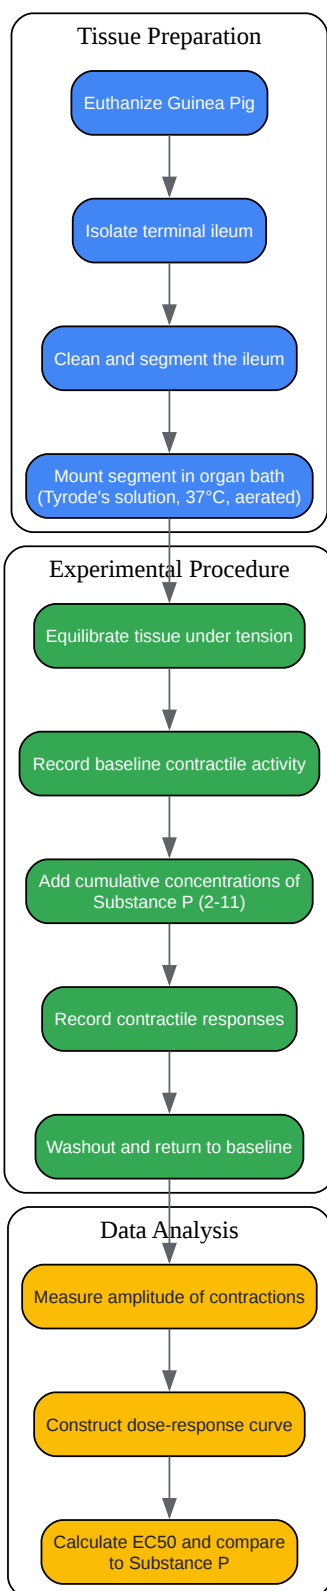 Tissue Preparation
Euthanize Guinea Pig
Isolate terminal ileum
Clean and segment the ileum
Mount segment in organ bath
(Tyrode's solution, 37°C, aerated)
Experimental Procedure
Equilibrate tissue under tension
Record baseline contractile activity
Add cumulative concentrations of
Substance P (2-11)
Record contractile responses
Washout and return to baseline
Data Analysis
Measure amplitude of contractions
Construct dose-response curve
Calculate EC50 and compare
to Substance P